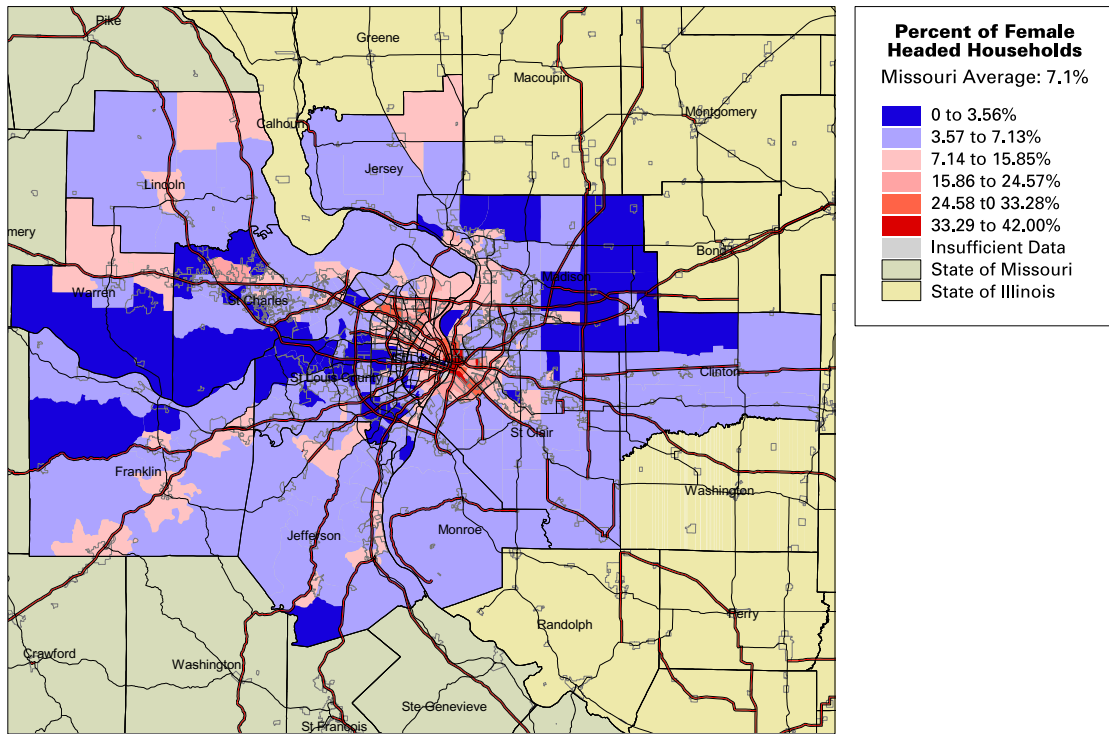 Pike
Greene
Macoupin
Montgomery
Calhoun
Jersey
Lincoln
mery
Bond
Madison
Warren
St Charles
St Louis County
Clinton
St Clair
Franklin
Washington
Jefferson
Monroe
Randolph
Perry
Crawford
Washington
Ste Genevieve
St Francois
Percent of Female
Headed Households
Missouri Average: 7.1%
0 to 3.56%
3.57 to 7.13%
7.14 to 15.85%
15.86 to 24.57%
24.58 to 33.28%
33.29 to 42.00%
Insufficient Data
State of Missouri
State of Illinois